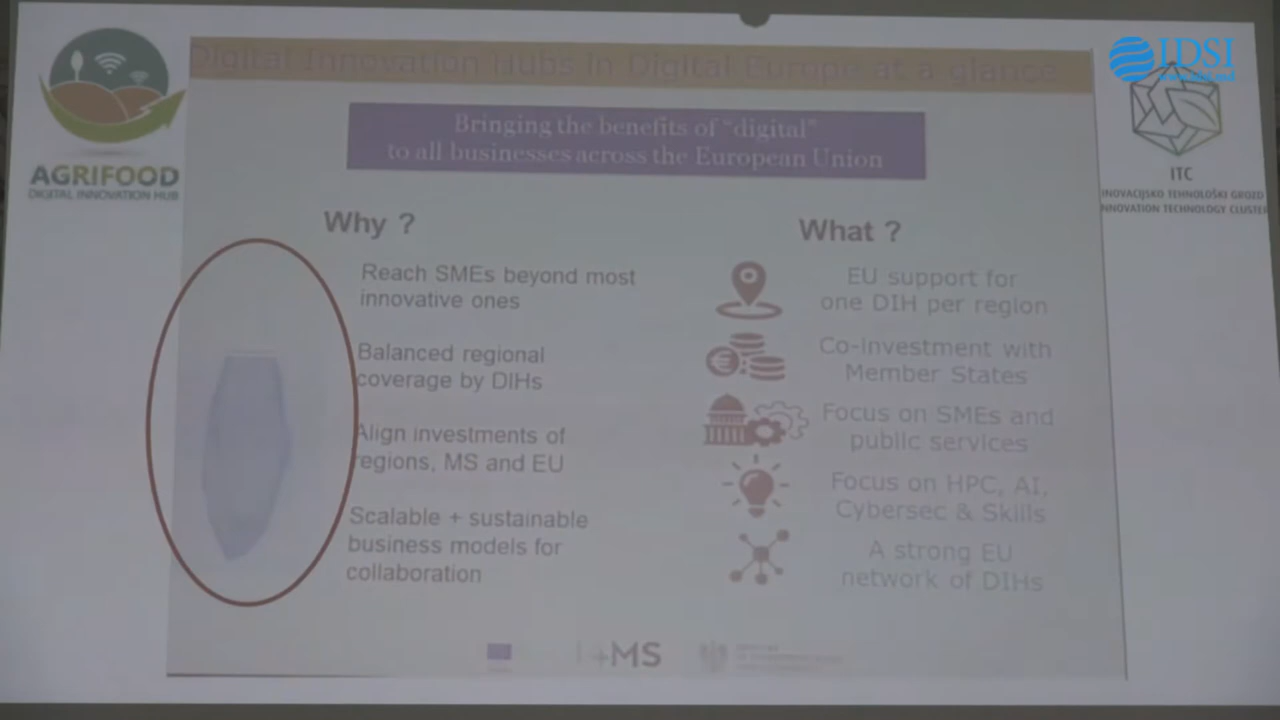 Digital Innovation Hubs in Digital Europe at a glance
IDSI
AGRIFOOD
DIGITAL INNOVATION HUB
ITC
INOVACIJSKO TEHNOLOŠKI GROZD
INNOVATION TECHNOLOGY CLUSTER
Bringing the benefits of “digital”
to all businesses across the European Union
Why ?
Reach SMEs beyond most
innovative ones
Balanced regional
coverage by DIHs
Align investments of
regions, MS and EU
Scalable + sustainable
business models for
collaboration
What ?
EU support for
one DIH per region
Co-investment with
Member States
Focus on SMEs and
public services
Focus on HPC, AI,
Cybersec & Skills
A strong EU
network of DIHs
+MS